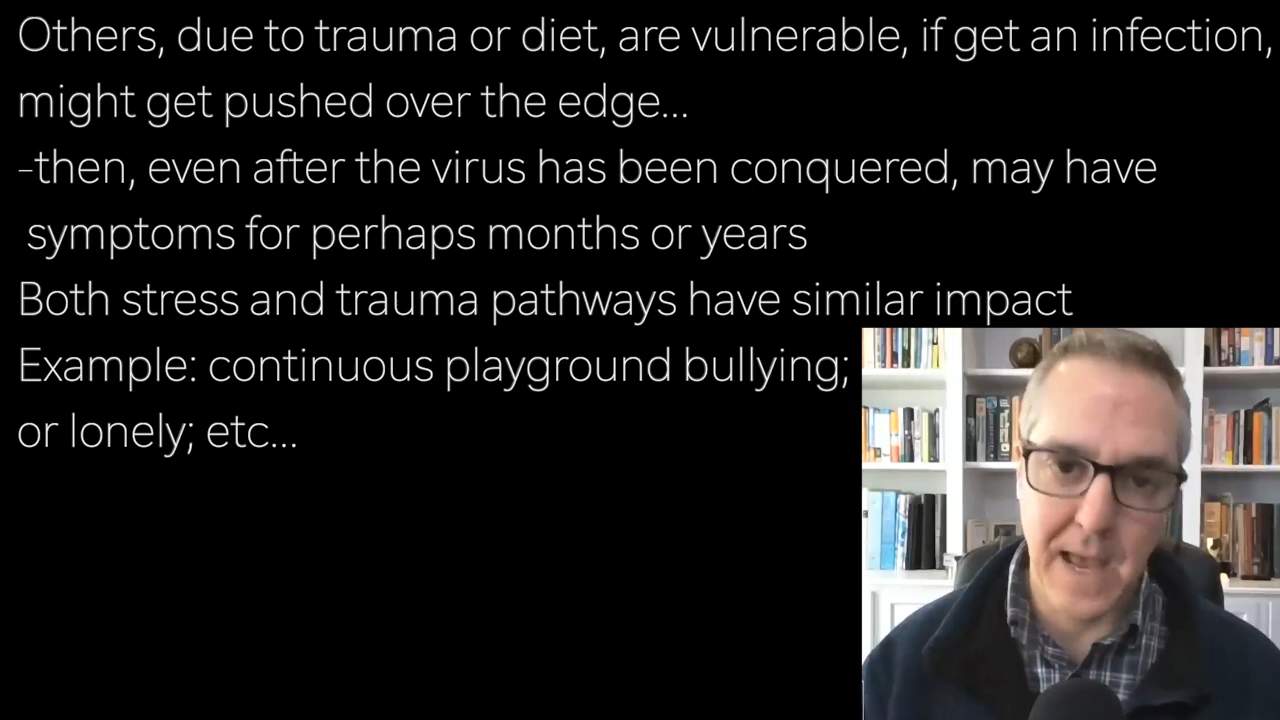 Others, due to trauma or diet, are vulnerable, if get an infection,
might get pushed over the edge...
-then, even after the virus has been conquered, may have
symptoms for perhaps months or years
Both stress and trauma pathways have similar impact
Example: continuous playground bullying;
or lonely; etc...